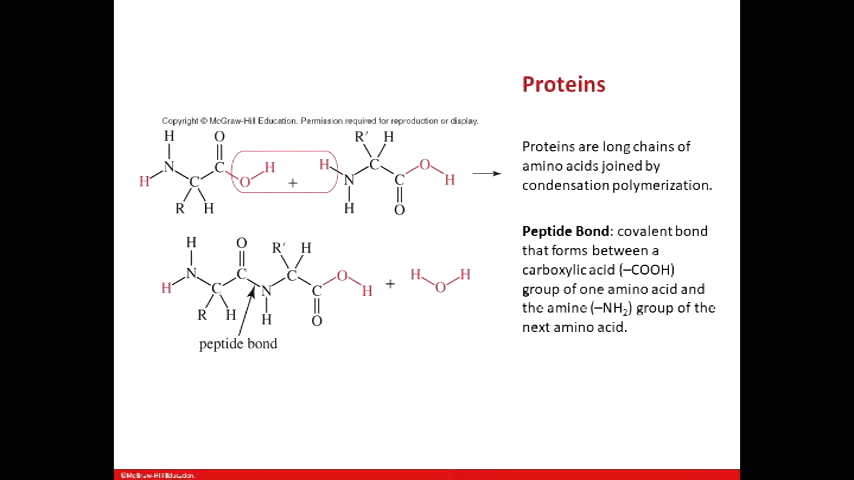 Proteins
Copyright © McGraw-Hill Education. Permission required for reproduction or display.
H O R' H
H N C O H + H N C C O H
C H O
R H
Proteins are long chains of
amino acids joined by
condensation polymerization.
Peptide Bond: covalent bond
that forms between a
carboxylic acid (–COOH)
group of one amino acid and
the amine (–NH₂) group of the
next amino acid.
H O R' H
H N C C N C C O H + H O H
R H H O
peptide bond
©McGraw-Hill Education.